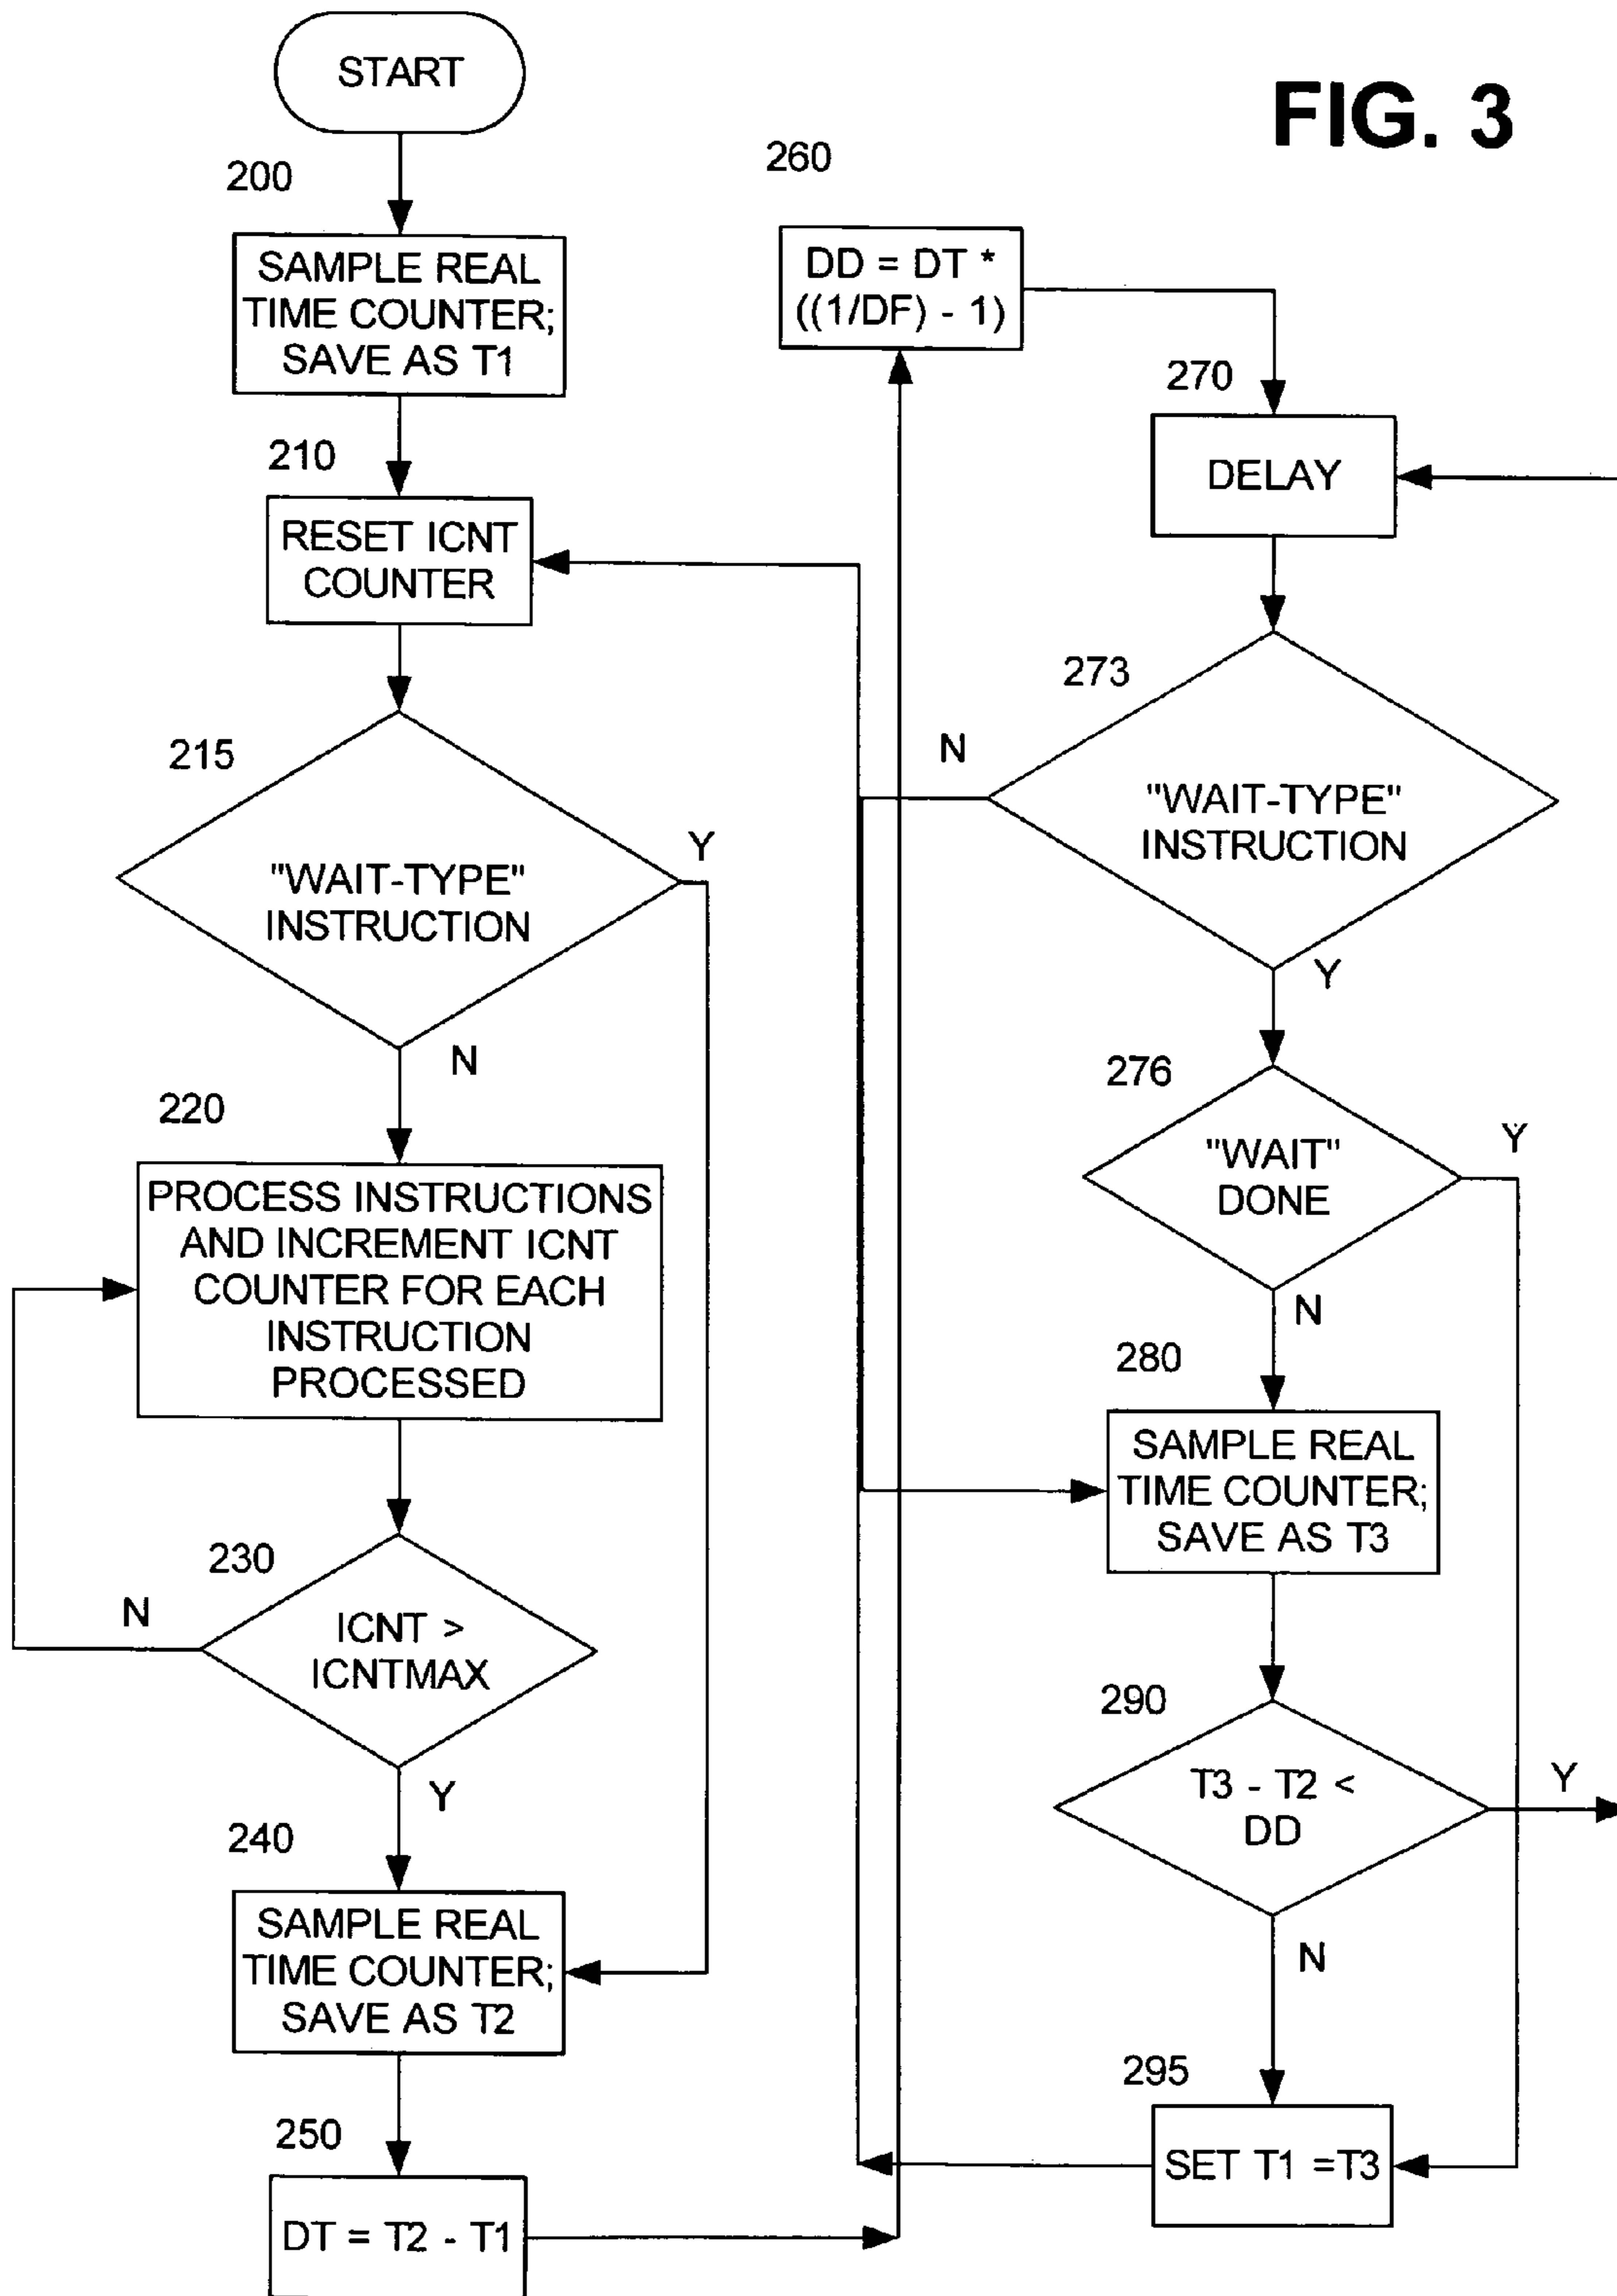 FIG. 3
START
200
SAMPLE REAL
TIME COUNTER;
SAVE AS T1
210
RESET ICNT
COUNTER
215
"WAIT-TYPE"
INSTRUCTION
Y
N
220
PROCESS INSTRUCTIONS
AND INCREMENT ICNT
COUNTER FOR EACH
INSTRUCTION
PROCESSED
230
ICNT >
ICNTMAX
N
Y
240
SAMPLE REAL
TIME COUNTER;
SAVE AS T2
250
DT = T2 - T1
260
DD = DT *
((1/DF) - 1)
270
DELAY
273
"WAIT-TYPE"
INSTRUCTION
N
Y
276
"WAIT"
DONE
Y
N
280
SAMPLE REAL
TIME COUNTER;
SAVE AS T3
290
T3 - T2 <
DD
Y
N
295
SET T1 =T3